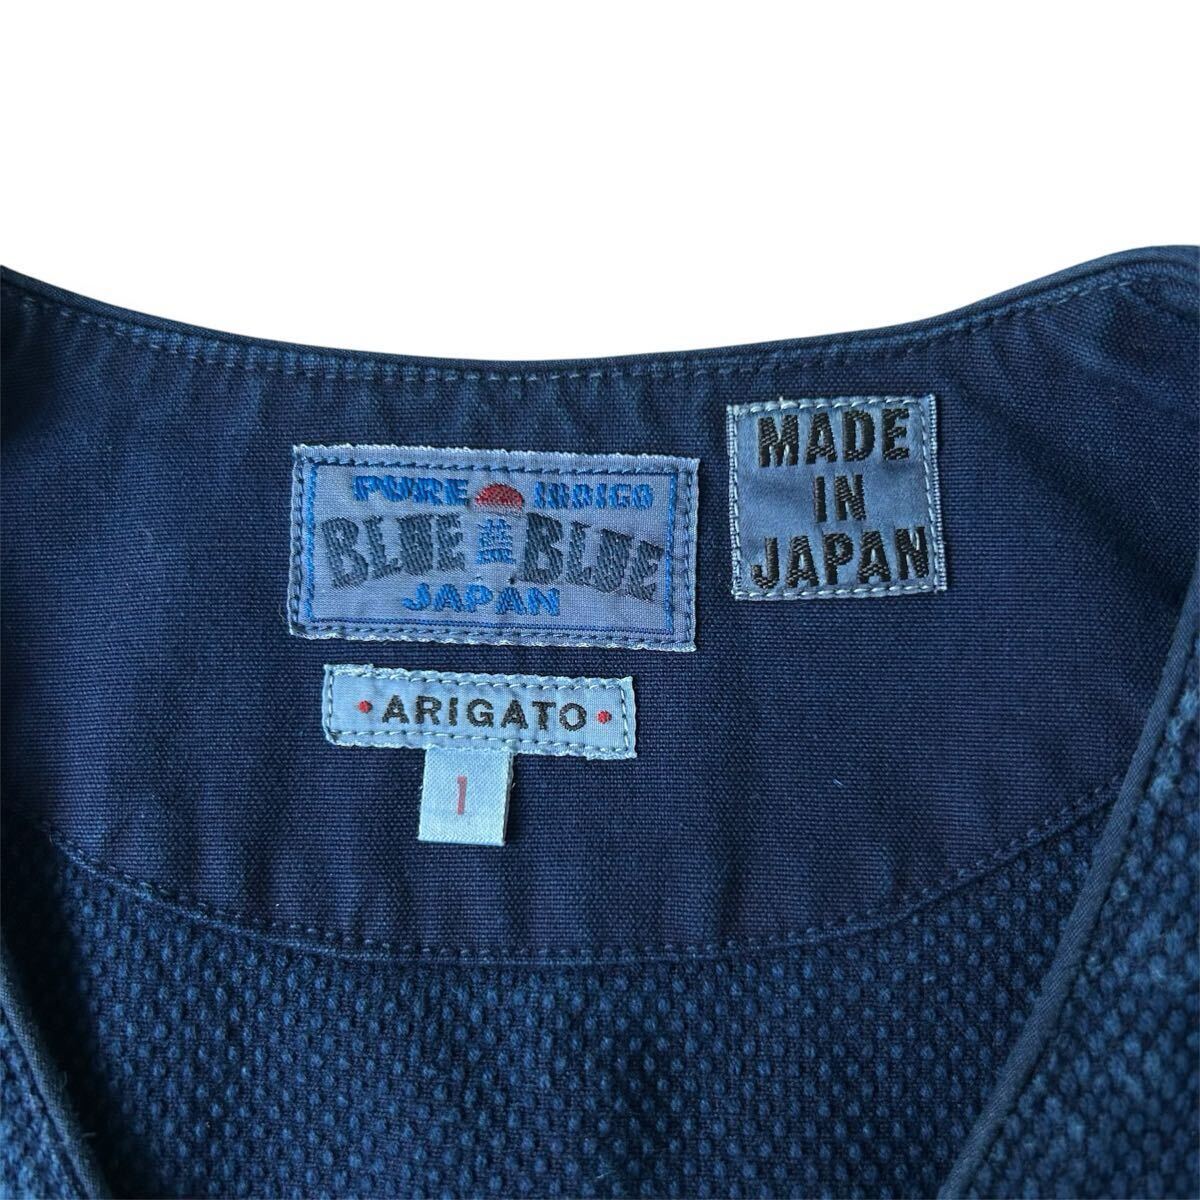 PURE INDIGO
BLUE BLUE
JAPAN
MADE
IN
JAPAN
• ARIGATO •
1